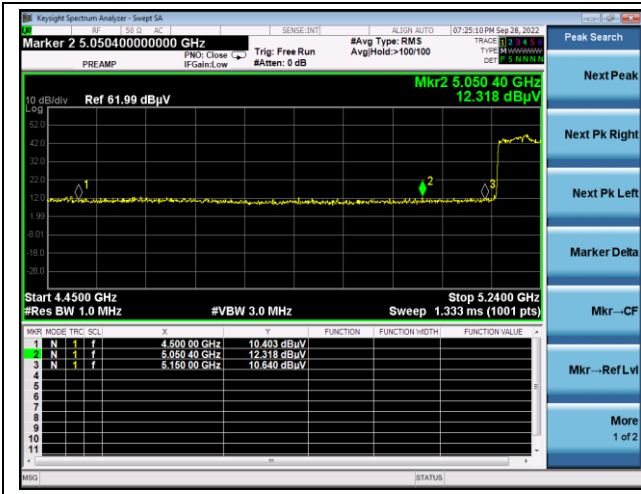 Keysight Spectrum Analyzer - Swept SA
RF 50 Ω AC SENSE:INT ALIGN AUTO 07:25:10 PM Sep 28, 2022
Marker 2 5.050400000000 GHz
PREAMP
PNO: Close
IFGain:Low
Trig: Free Run
#Atten: 0 dB
#Avg Type: RMS
Avg|Hold:>100/100
TRACE 1 2 3 4 5 6
TYPE M W W W W W
DET P S N N N N
Mkr2 5.050 40 GHz
12.318 dBµV
10 dB/div Ref 61.99 dBµV
Log
52.0
42.0
32.0
22.0
12.0
1.99
-8.01
-18.0
-28.0
1
2
3
Start 4.4500 GHz Stop 5.2400 GHz
#Res BW 1.0 MHz #VBW 3.0 MHz Sweep 1.333 ms (1001 pts)
MKR MODE TRC SCL X Y FUNCTION FUNCTION WIDTH FUNCTION VALUE
1 N 1 f 4.500 00 GHz 10.403 dBµV
2 N 1 f 5.050 40 GHz 12.318 dBµV
3 N 1 f 5.150 00 GHz 10.640 dBµV
4
5
6
7
8
9
10
11
MSG STATUS
Peak Search
Next Peak
Next Pk Right
Next Pk Left
Marker Delta
Mkr→CF
Mkr→Ref Lvl
More
1 of 2